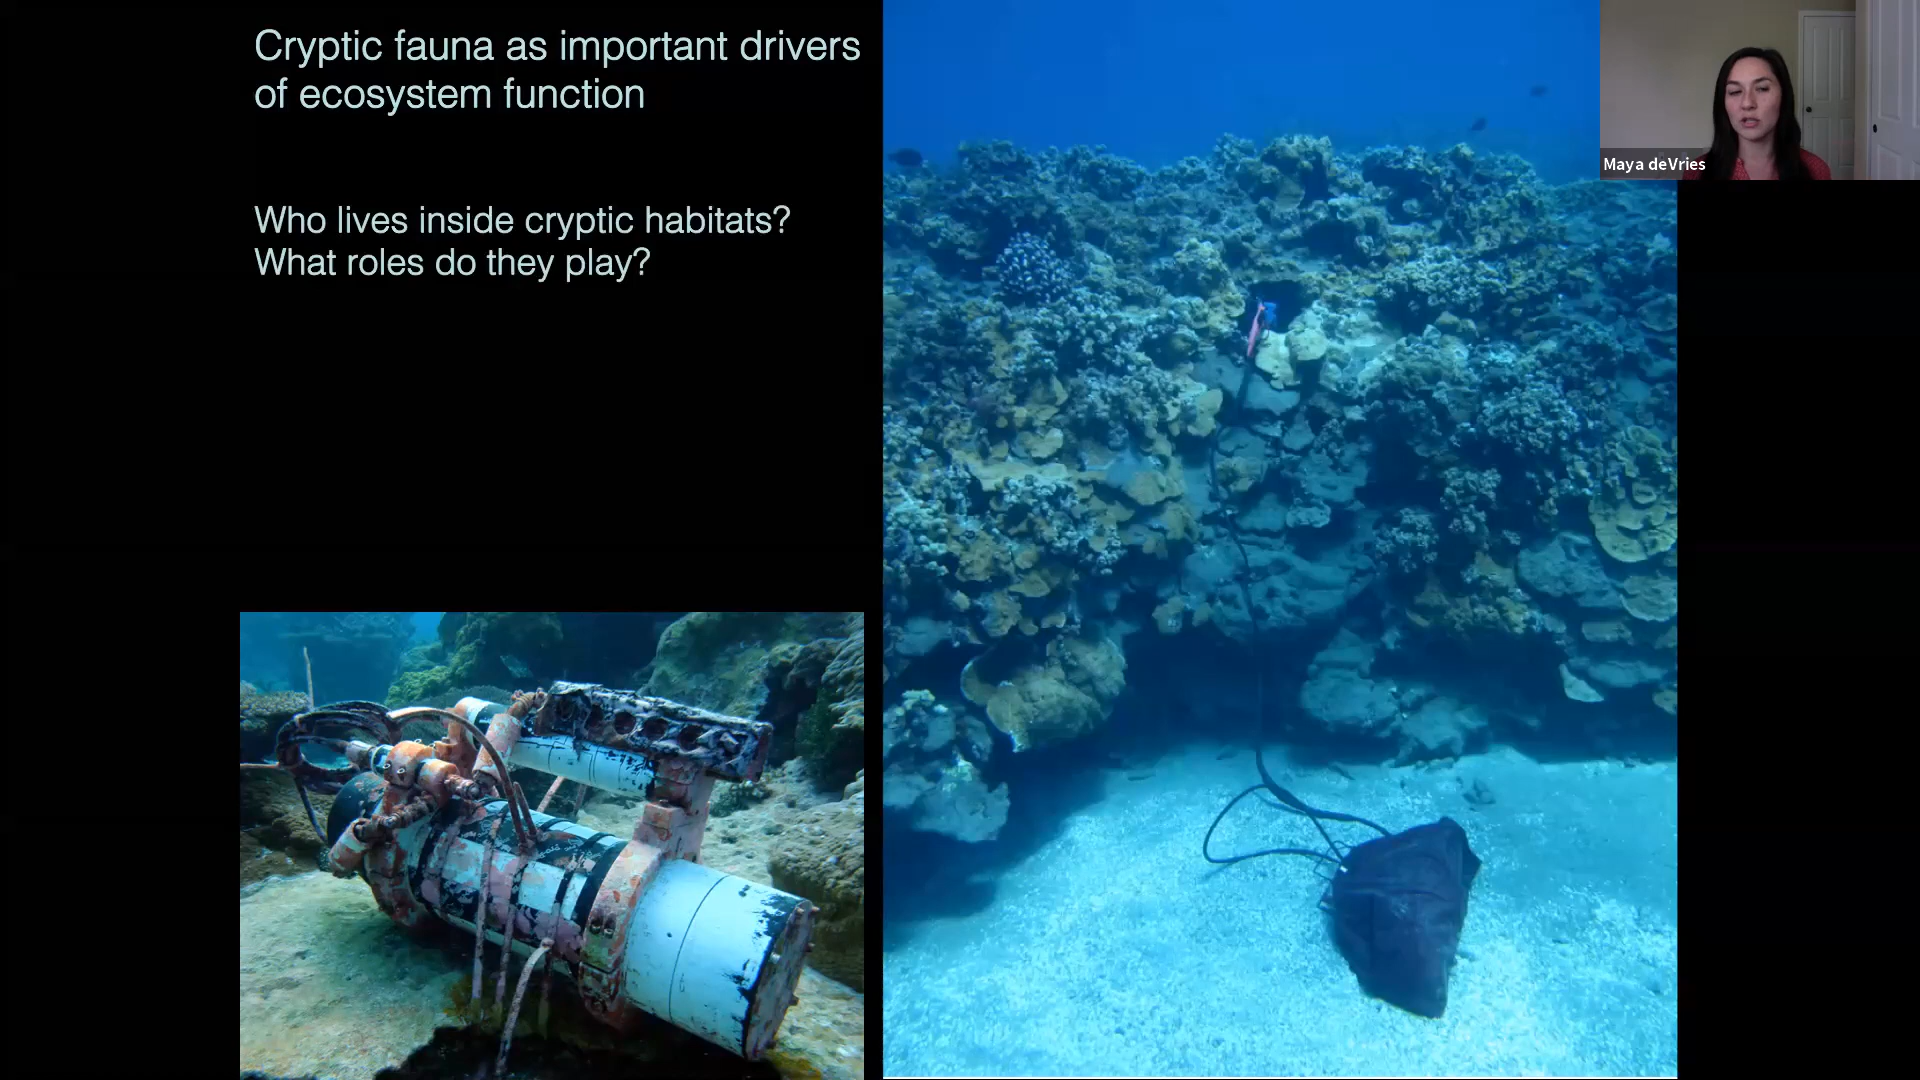 Cryptic fauna as important drivers
of ecosystem function
Who lives inside cryptic habitats?
What roles do they play?
Maya deVries